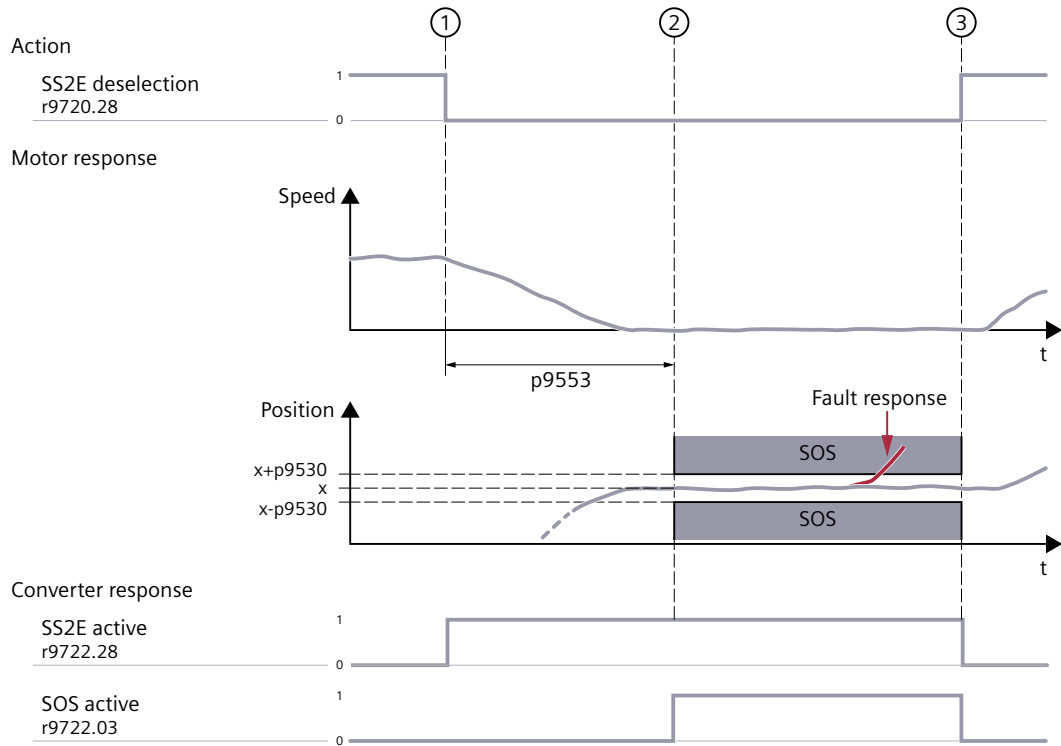 1
2
3
Action
SS2E deselection
r9720.28
1
0
Motor response
Speed
t
p9553
Position
Fault response
SOS
x+p9530
x
x-p9530
SOS
t
Converter response
SS2E active
r9722.28
1
0
SOS active
r9722.03
1
0